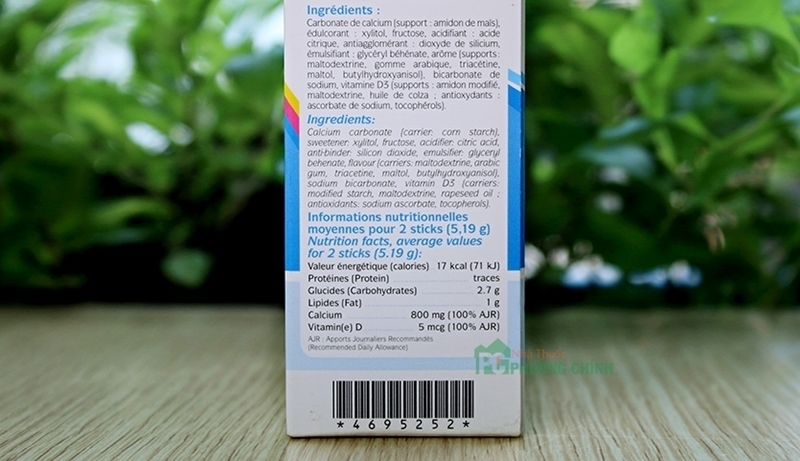 Ingrédients :
Carbonate de calcium (support : amidon de maïs),
édulcorant : xylitol, fructose, acidifiant : acide
citrique, antiagglomérant : dioxyde de silicium,
émulsifiant : glycéryl béhènate, arôme (supports :
maltodextrine, gomme arabique, triacétine,
maltol, butylhydroxyanisol), bicarbonate de
sodium, vitamine D3 (supports : amidon modifié,
maltodextrine, huile de colza ; antioxydants :
ascorbate de sodium, tocophérols).
Ingredients:
Calcium carbonate (carrier: corn starch),
sweetener: xylitol, fructose, acidifier: citric acid,
anti-binder: silicon dioxide, emulsifier: glyceryl
behenate, flavour (carriers: maltodextrine, arabic
gum, triacetine, maltol, butylhydroxyanisol),
sodium bicarbonate, vitamin D3 (carriers:
modified starch, maltodextrine, rapeseed oil ;
antioxidants: sodium ascorbate, tocopherols).
Informations nutritionnelles
moyennes pour 2 sticks (5,19 g)
Nutrition facts, average values
for 2 sticks (5.19 g):
Valeur énergétique (calories) 17 kcal (71 kJ)
Protéines (Protein) traces
Glucides (Carbohydrates) 2.7 g
Lipides (Fat) 1 g
Calcium 800 mg (100% AJR)
Vitamin(e) D 5 mcg (100% AJR)
AJR : Apports Journaliers Recommandés
(Recommended Daily Allowance)
Nhà Thuốc
PHƯƠNG CHÍNH
*4695252*